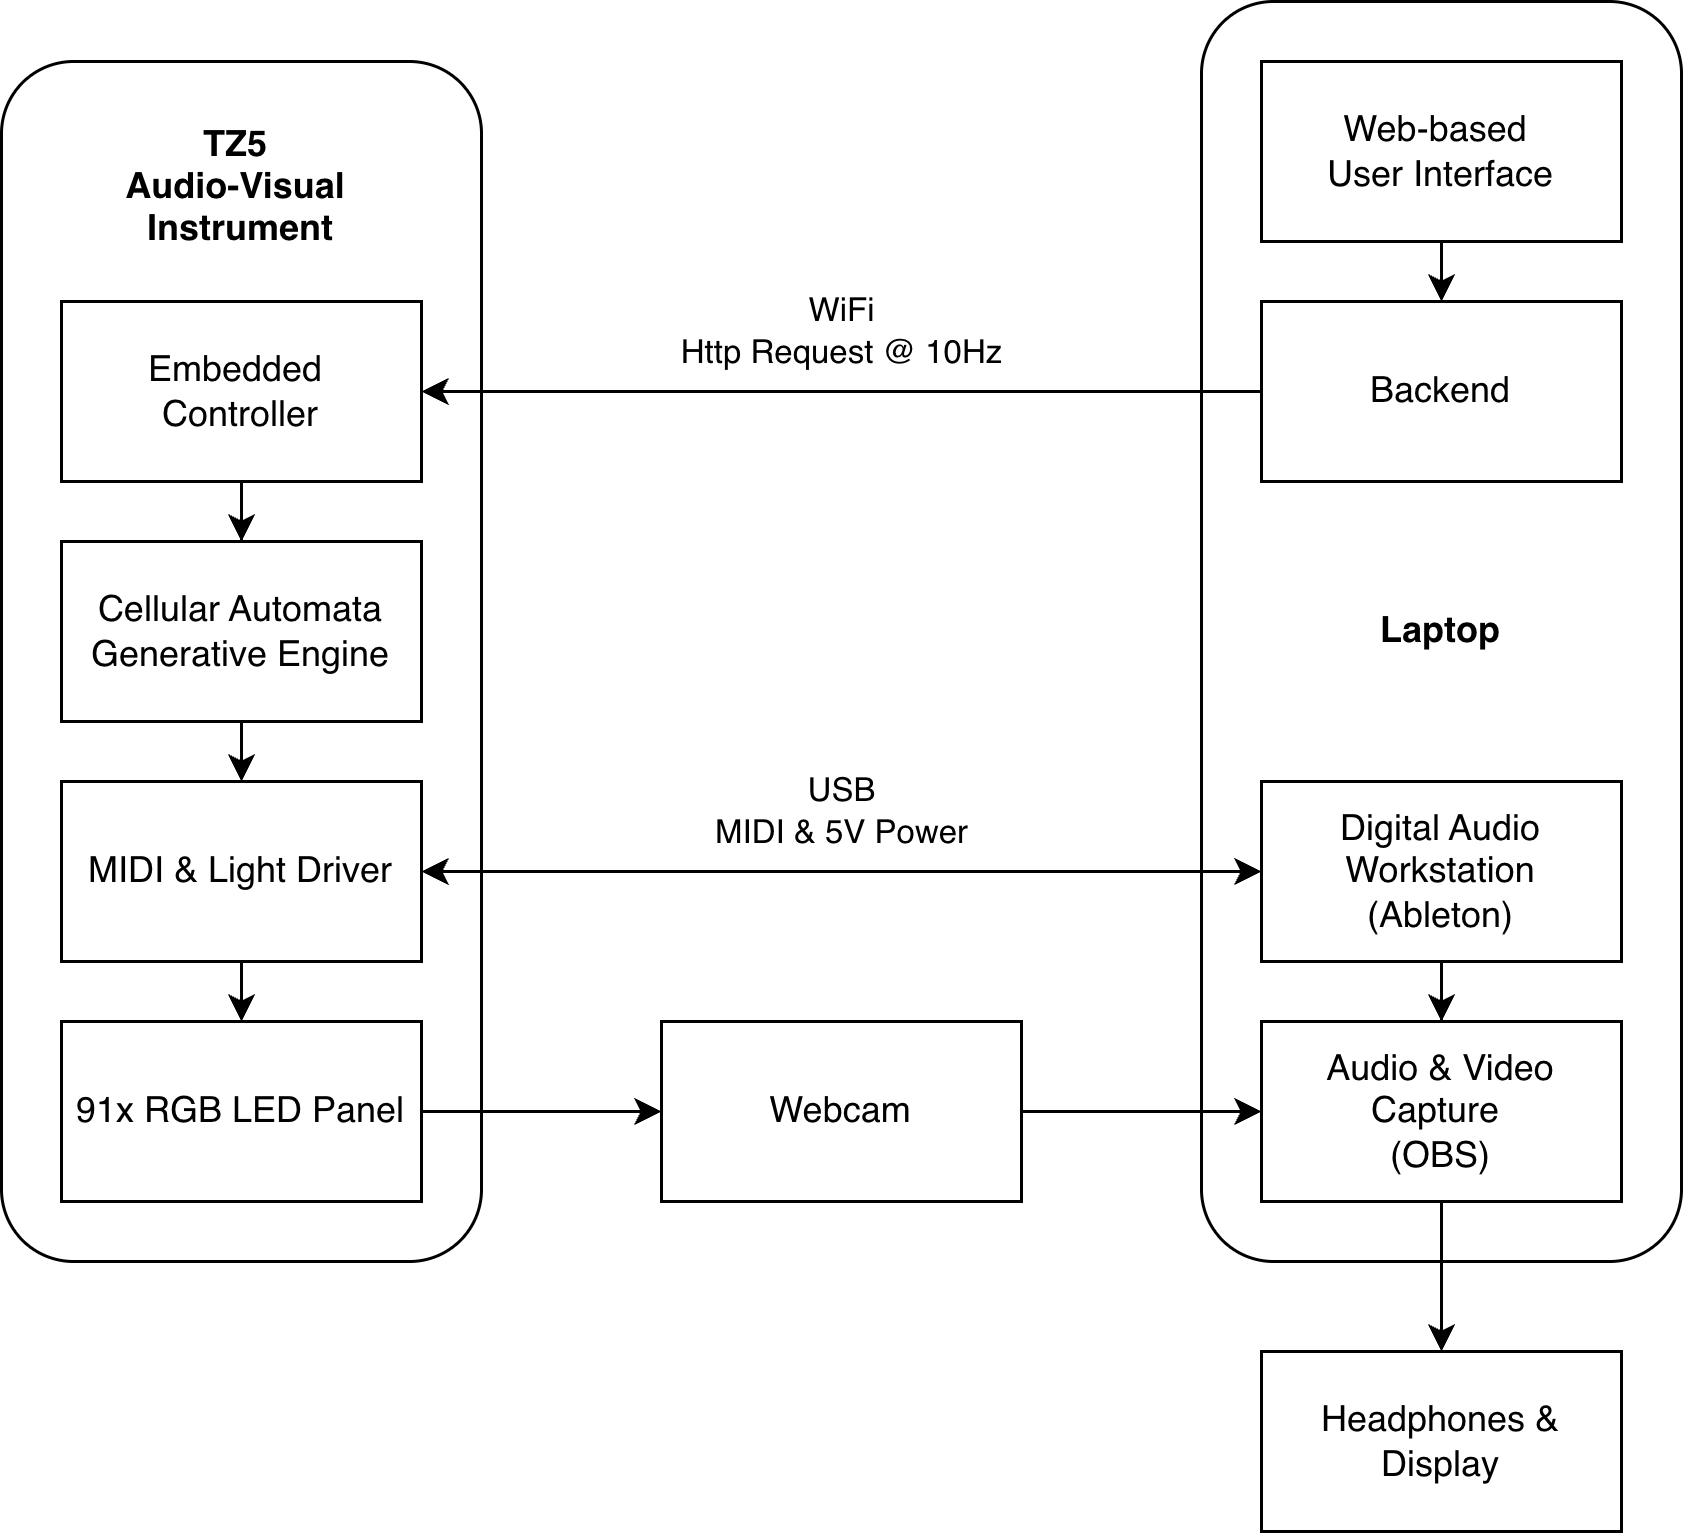 TZ5
Audio-Visual
Instrument
Embedded
Controller
Cellular Automata
Generative Engine
MIDI & Light Driver
91x RGB LED Panel
WiFi
Http Request @ 10Hz
USB
MIDI & 5V Power
Webcam
Web-based
User Interface
Backend
Laptop
Digital Audio
Workstation
(Ableton)
Audio & Video
Capture
(OBS)
Headphones &
Display